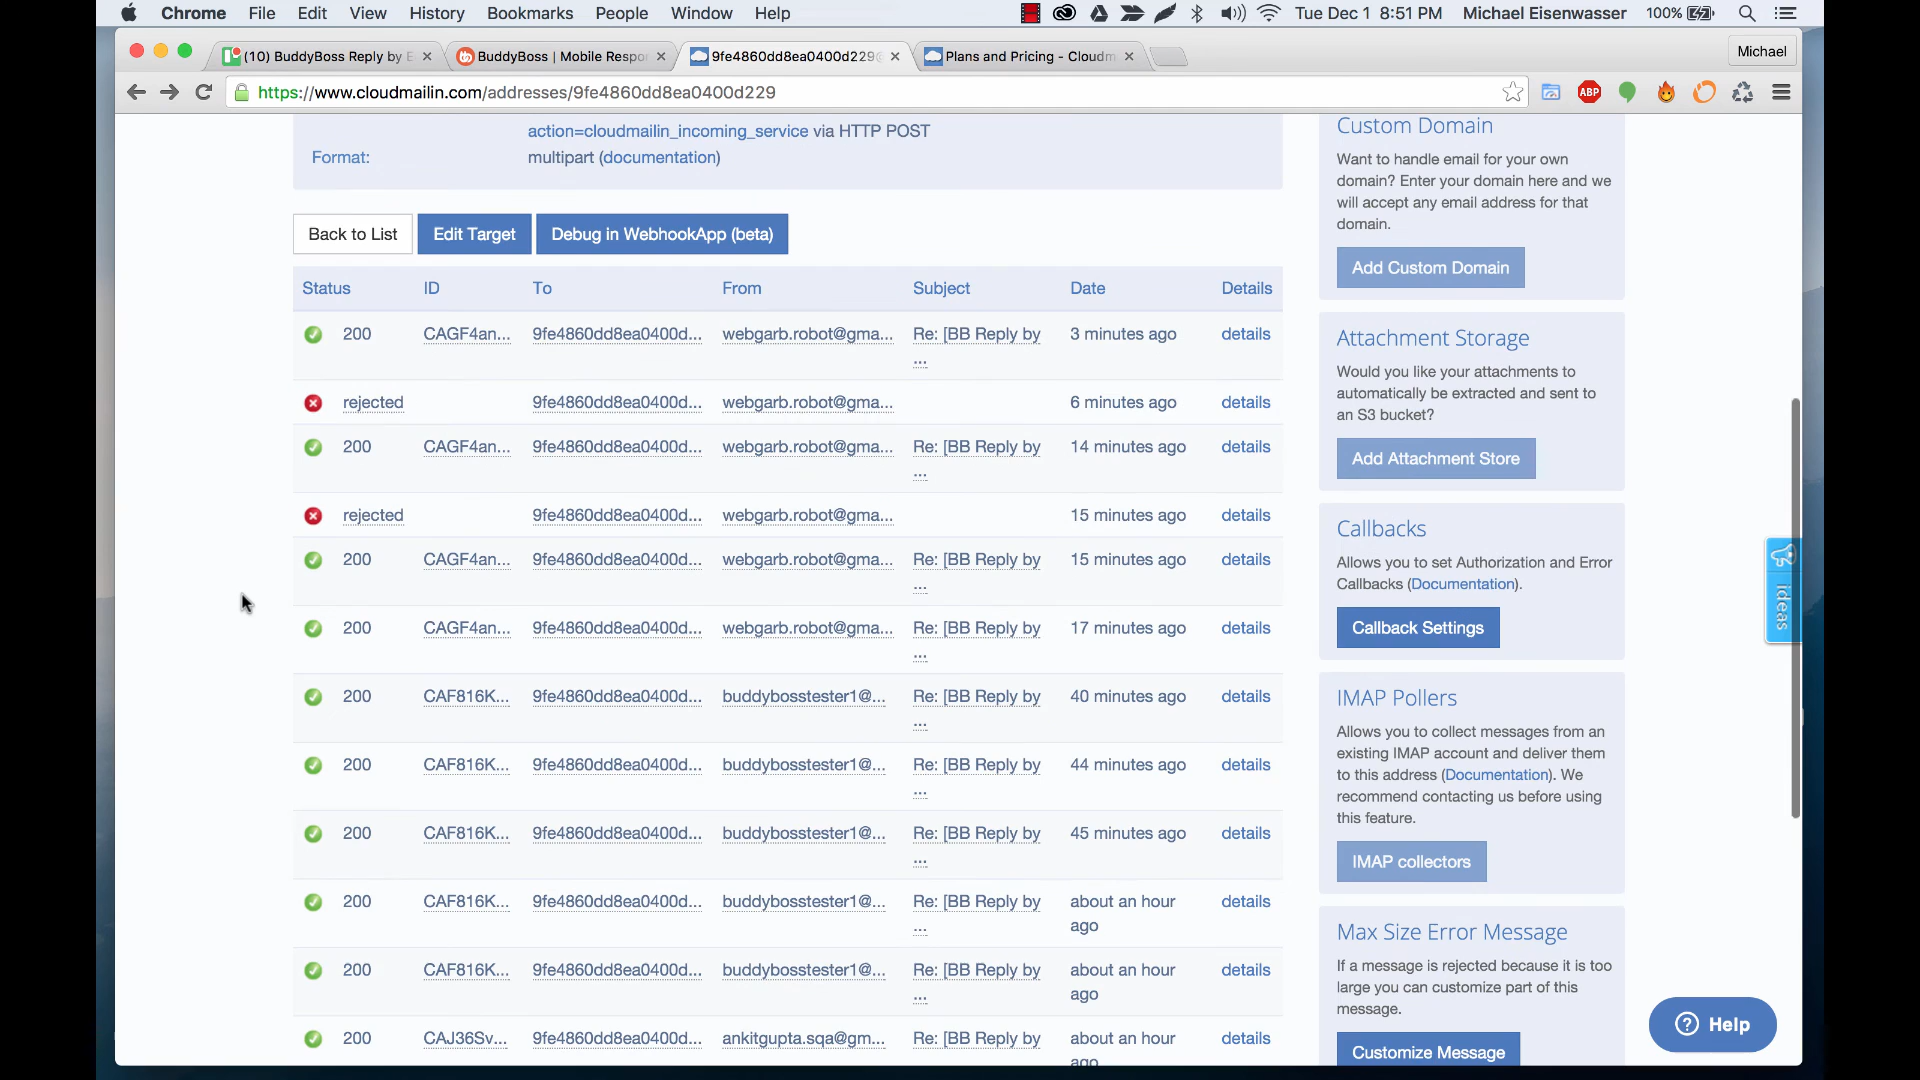 Chrome File Edit View History Bookmarks People Window Help Tue Dec 1 8:51 PM Michael Eisenwasser 100%
(10) BuddyBoss Reply by E BuddyBoss | Mobile Respor 9fe4860dd8ea0400d229@ Plans and Pricing - Cloudm Michael
https://www.cloudmailin.com/addresses/9fe4860dd8ea0400d229
ABP
action=cloudmailin_incoming_service via HTTP POST
Format: multipart (documentation)
Back to List Edit Target Debug in WebhookApp (beta)
Status ID To From Subject Date Details
200 CAGF4an... 9fe4860dd8ea0400d... webgarb.robot@gma... Re: [BB Reply by 3 minutes ago details
...
rejected 9fe4860dd8ea0400d... webgarb.robot@gma... 6 minutes ago details
200 CAGF4an... 9fe4860dd8ea0400d... webgarb.robot@gma... Re: [BB Reply by 14 minutes ago details
...
rejected 9fe4860dd8ea0400d... webgarb.robot@gma... 15 minutes ago details
200 CAGF4an... 9fe4860dd8ea0400d... webgarb.robot@gma... Re: [BB Reply by 15 minutes ago details
...
200 CAGF4an... 9fe4860dd8ea0400d... webgarb.robot@gma... Re: [BB Reply by 17 minutes ago details
...
200 CAF816K... 9fe4860dd8ea0400d... buddybosstester1@... Re: [BB Reply by 40 minutes ago details
...
200 CAF816K... 9fe4860dd8ea0400d... buddybosstester1@... Re: [BB Reply by 44 minutes ago details
...
200 CAF816K... 9fe4860dd8ea0400d... buddybosstester1@... Re: [BB Reply by 45 minutes ago details
...
200 CAF816K... 9fe4860dd8ea0400d... buddybosstester1@... Re: [BB Reply by about an hour details
... ago
200 CAF816K... 9fe4860dd8ea0400d... buddybosstester1@... Re: [BB Reply by about an hour details
... ago
200 CAJ36Sv... 9fe4860dd8ea0400d... ankitgupta.sqa@gm... Re: [BB Reply by about an hour details
ago
Custom Domain
Want to handle email for your own
domain? Enter your domain here and we
will accept any email address for that
domain.
Add Custom Domain
Attachment Storage
Would you like your attachments to
automatically be extracted and sent to
an S3 bucket?
Add Attachment Store
Callbacks
Allows you to set Authorization and Error
Callbacks (Documentation).
Callback Settings
IMAP Pollers
Allows you to collect messages from an
existing IMAP account and deliver them
to this address (Documentation). We
recommend contacting us before using
this feature.
IMAP collectors
Max Size Error Message
If a message is rejected because it is too
large you can customize part of this
message.
Customize Message
ideas
? Help